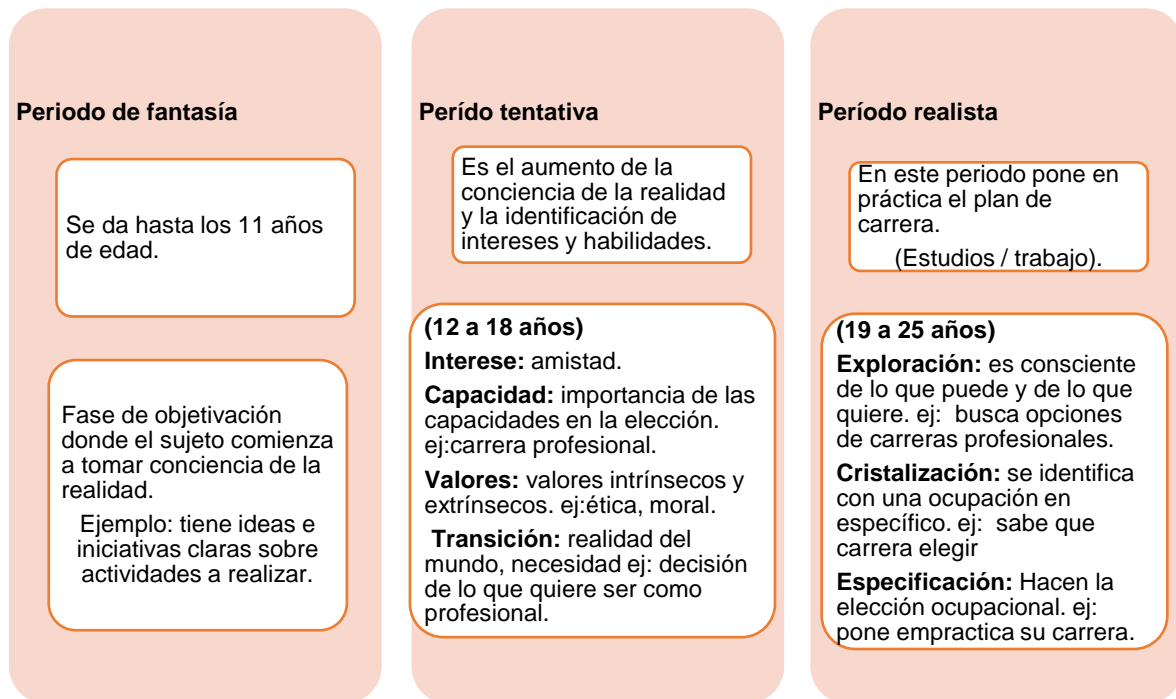 Periodo de fantasía
Se da hasta los 11 años
de edad.
Fase de objetivación
donde el sujeto comienza
a tomar conciencia de la
realidad.
Ejemplo: tiene ideas e
iniciativas claras sobre
actividades a realizar.
Perído tentativa
Es el aumento de la
conciencia de la realidad
y la identificación de
intereses y habilidades.
(12 a 18 años)
Interese: amistad.
Capacidad: importancia de las
capacidades en la elección.
ej:carrera profesional.
Valores: valores intrínsecos y
extrínsecos. ej:ética, moral.
Transición: realidad del
mundo, necesidad ej: decisión
de lo que quiere ser como
profesional.
Período realista
En este periodo pone en
práctica el plan de
carrera.
(Estudios / trabajo).
(19 a 25 años)
Exploración: es consciente
de lo que puede y de lo que
quiere. ej: busca opciones
de carreras profesionales.
Cristalización: se identifica
con una ocupación en
específico. ej: sabe que
carrera elegir
Especificación: Hacen la
elección ocupacional. ej:
pone empractica su carrera.